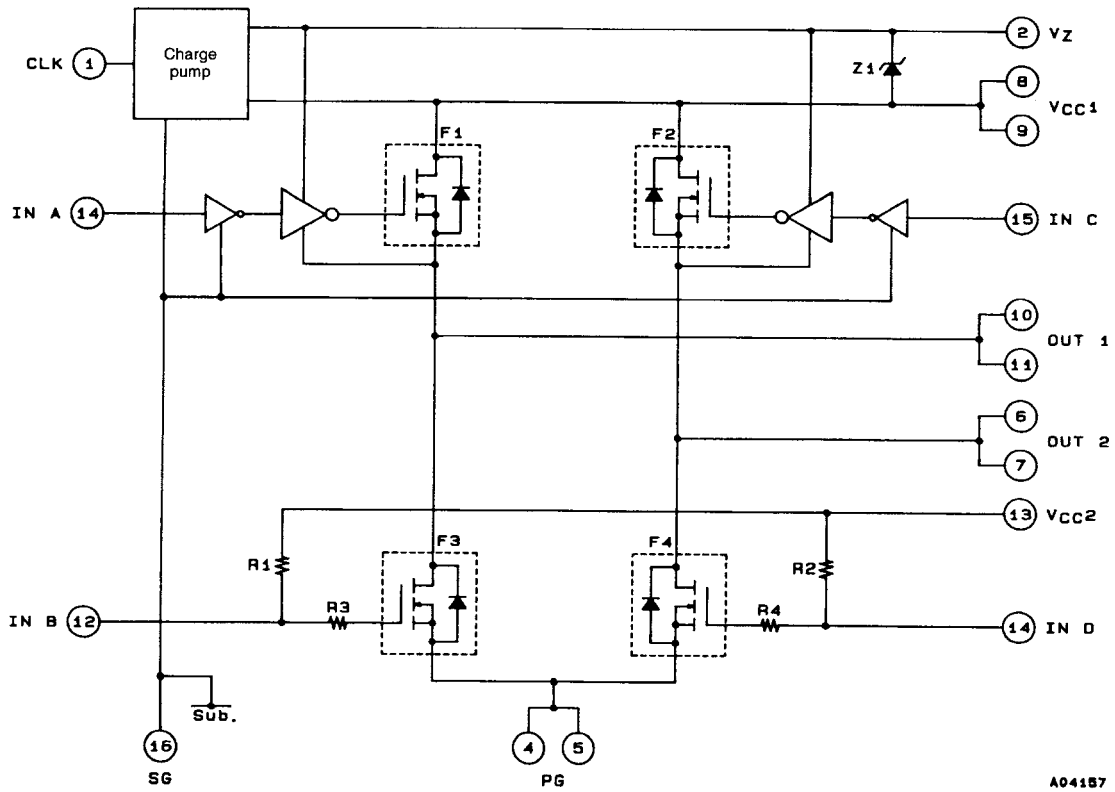 Charge
pump
CLK 1
2 VZ
Z1
8
VCC1
9
F1
F2
IN A 14
15 IN C
10
OUT 1
11
6
OUT 2
7
13 VCC2
F3
F4
R1
R2
IN B 12
R3
R4
14 IN D
Sub.
16
SG
4
5
PG
A04157